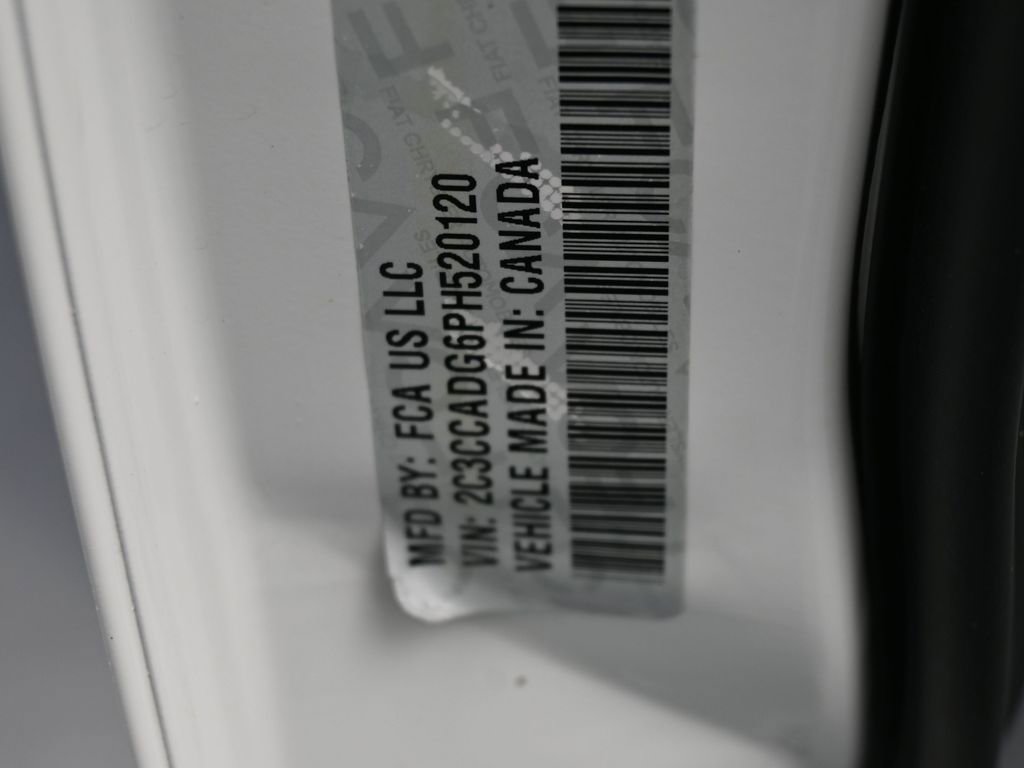 MFD BY: FCA US LLC
VIN: 2C3CCADG6PH520120
VEHICLE MADE IN: CANADA